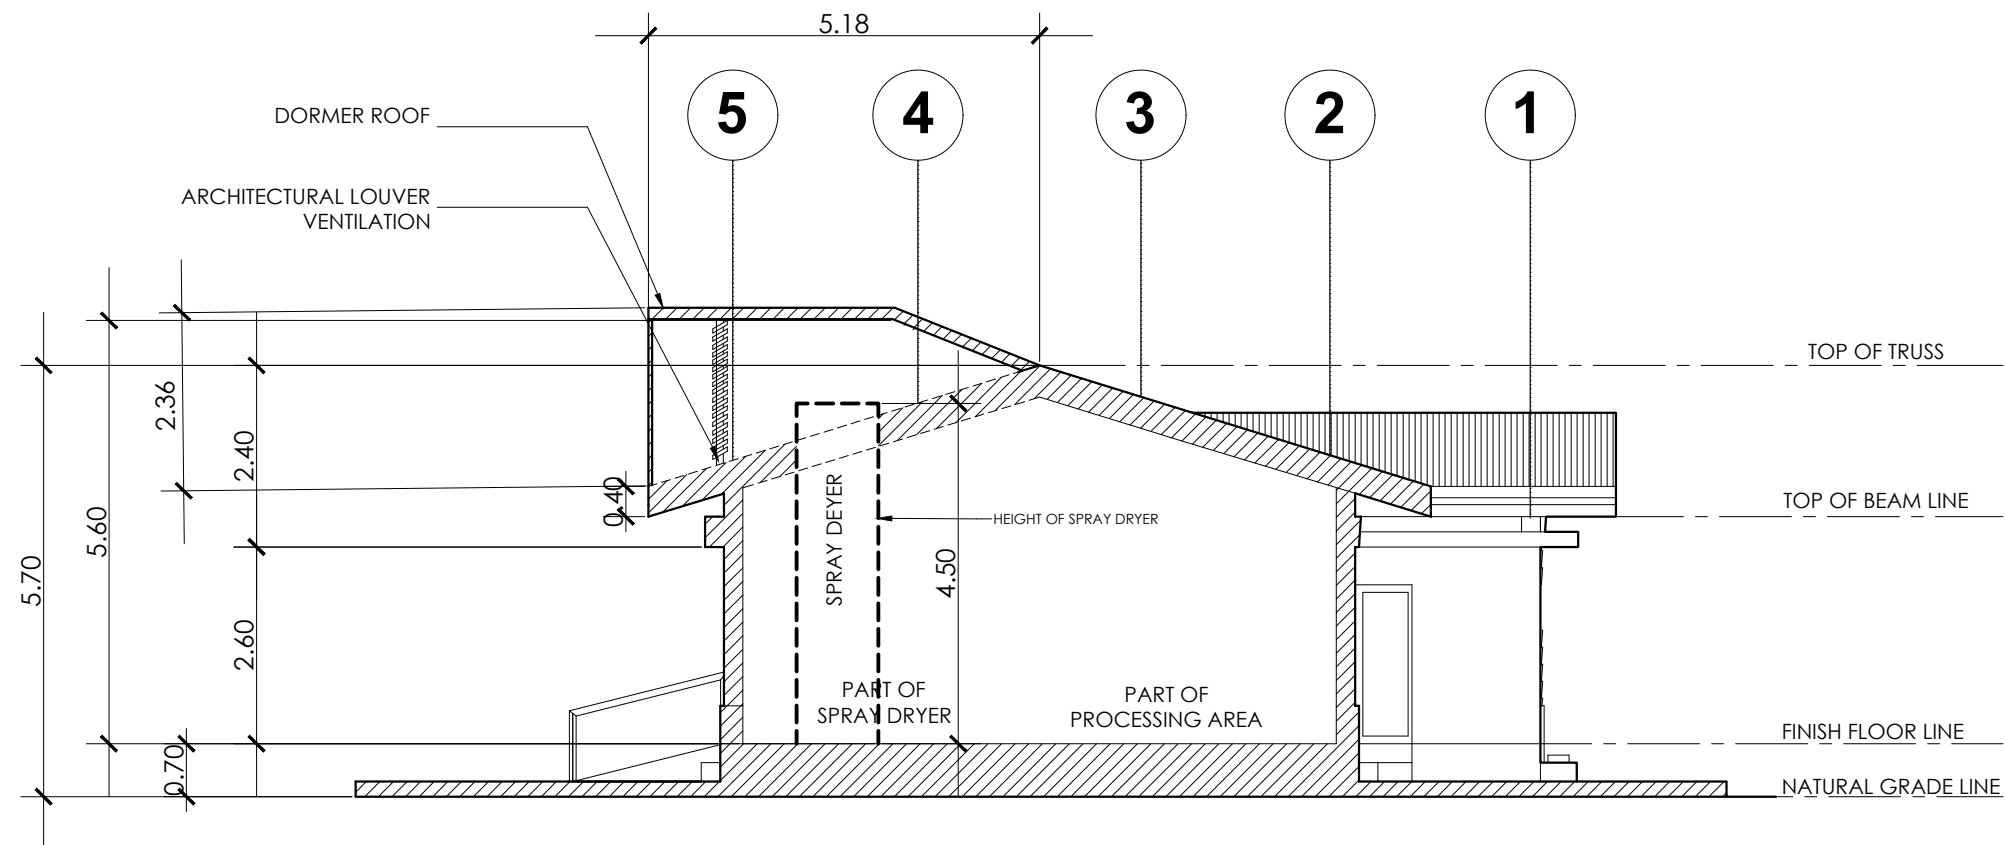 5.18
5
4
3
2
1
DORMER ROOF
ARCHITECTURAL LOUVER
VENTILATION
TOP OF TRUSS
2.36
2.40
0.40
SPRAY DEYER
HEIGHT OF SPRAY DRYER
TOP OF BEAM LINE
5.60
5.70
4.50
2.60
PART OF
SPRAY DRYER
PART OF
PROCESSING AREA
FINISH FLOOR LINE
0.70
NATURAL GRADE LINE